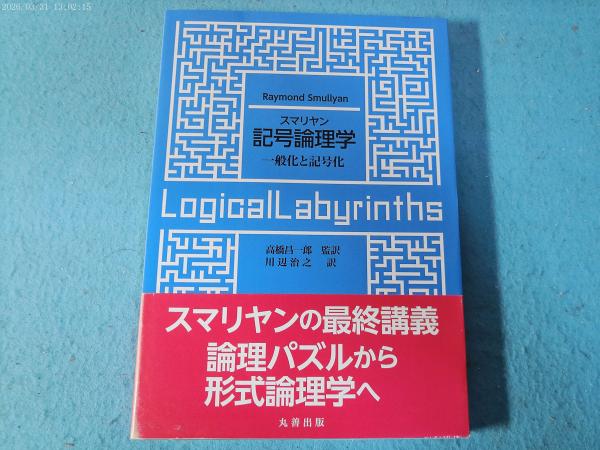 2026/03/31 13:02:15
Raymond Smullyan
スマリヤン
記号論理学
一般化と記号化
LogicalLabyrinths
高橋昌一郎 監訳
川辺治之 訳
スマリヤンの最終講義
論理パズルから
形式論理学へ
丸善出版